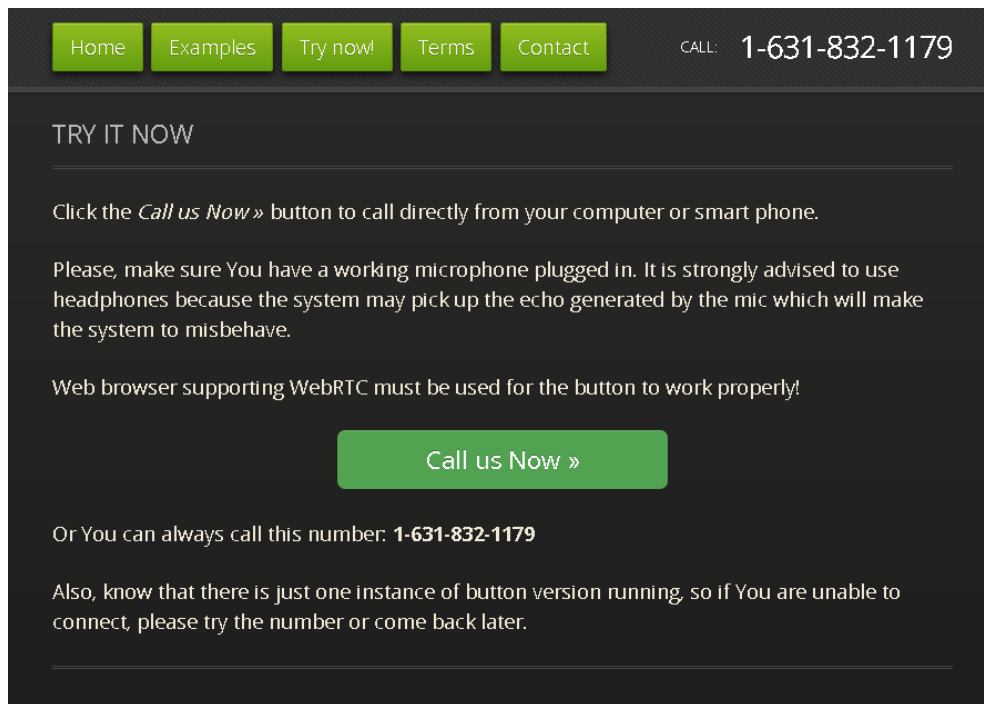 Home Examples Try now! Terms Contact CALL: 1-631-832-1179
TRY IT NOW
Click the Call us Now » button to call directly from your computer or smart phone.
Please, make sure You have a working microphone plugged in. It is strongly advised to use
headphones because the system may pick up the echo generated by the mic which will make
the system to misbehave.
Web browser supporting WebRTC must be used for the button to work properly!
Call us Now »
Or You can always call this number: 1-631-832-1179
Also, know that there is just one instance of button version running, so if You are unable to
connect, please try the number or come back later.